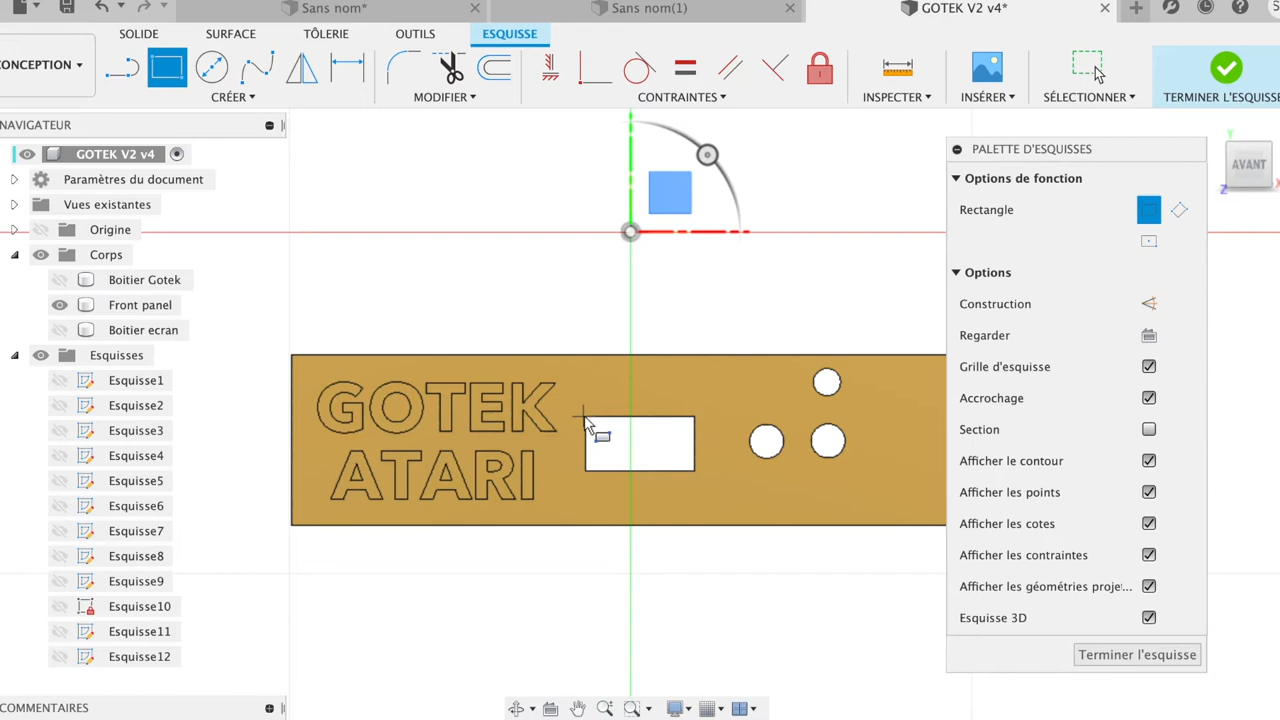 Sans nom*
Sans nom(1)
GOTEK V2 v4*
SOLIDE
SURFACE
TÔLERIE
OUTILS
ESQUISSE
ONCEPTION
CRÉER
MODIFIER
CONTRAINTES
INSPECTER
INSÉRER
SÉLECTIONNER
TERMINER L'ESQUISSE
NAVIGATEUR
GOTEK V2 v4
Paramètres du document
Vues existantes
Origine
Corps
Boitier Gotek
Front panel
Boitier ecran
Esquisses
Esquisse1
Esquisse2
Esquisse3
Esquisse4
Esquisse5
Esquisse6
Esquisse7
Esquisse8
Esquisse9
Esquisse10
Esquisse11
Esquisse12
COMMENTAIRES
GOTEK
ATARI
PALETTE D'ESQUISSES
Options de fonction
Rectangle
Options
Construction
Regarder
Grille d'esquisse
Accrochage
Section
Afficher le contour
Afficher les points
Afficher les cotes
Afficher les contraintes
Afficher les géométries proje...
Esquisse 3D
Terminer l'esquisse
Y
AVANT
Z
X